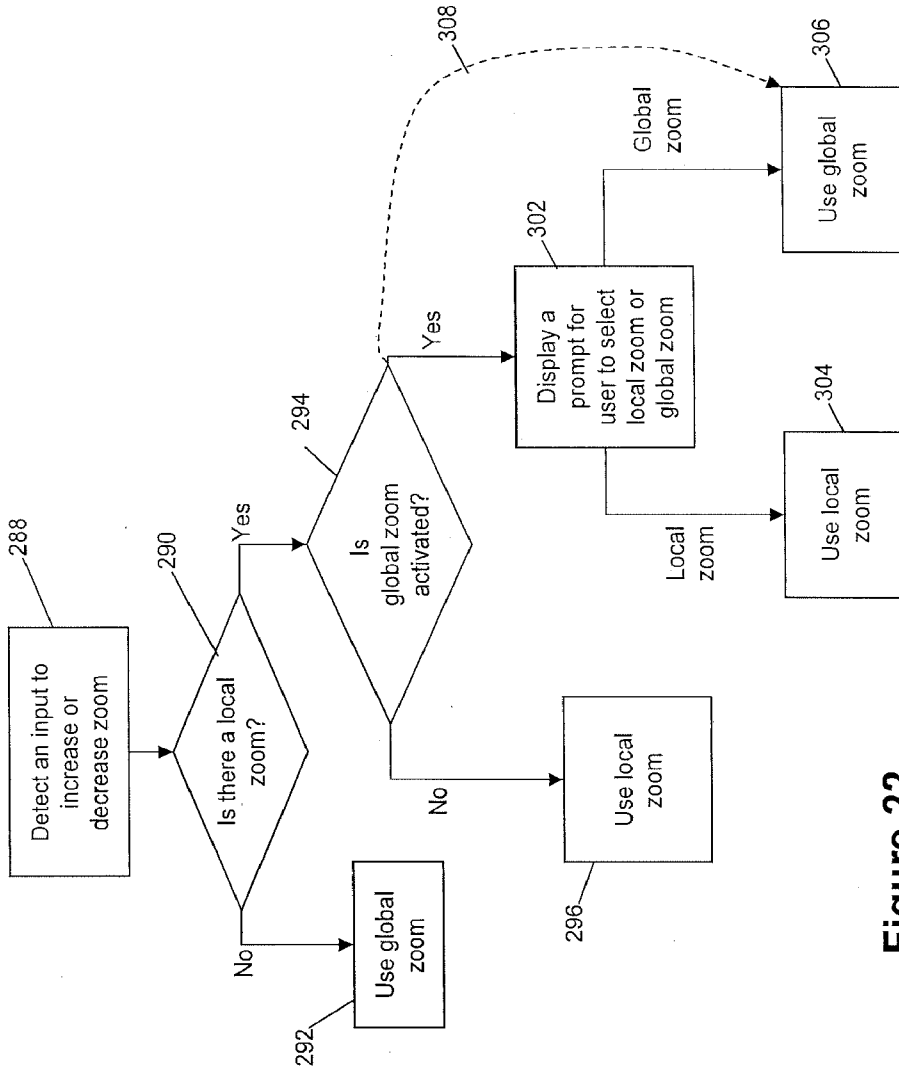 288
Detect an input to
increase or
decrease zoom
290
Is there a local
zoom?
No
Yes
292
Use global
zoom
294
Is
global zoom
activated?
No
Yes
296
Use local
zoom
302
Display a
prompt for
user to select
local zoom or
global zoom
308
Local
zoom
Global
zoom
304
Use local
zoom
306
Use global
zoom